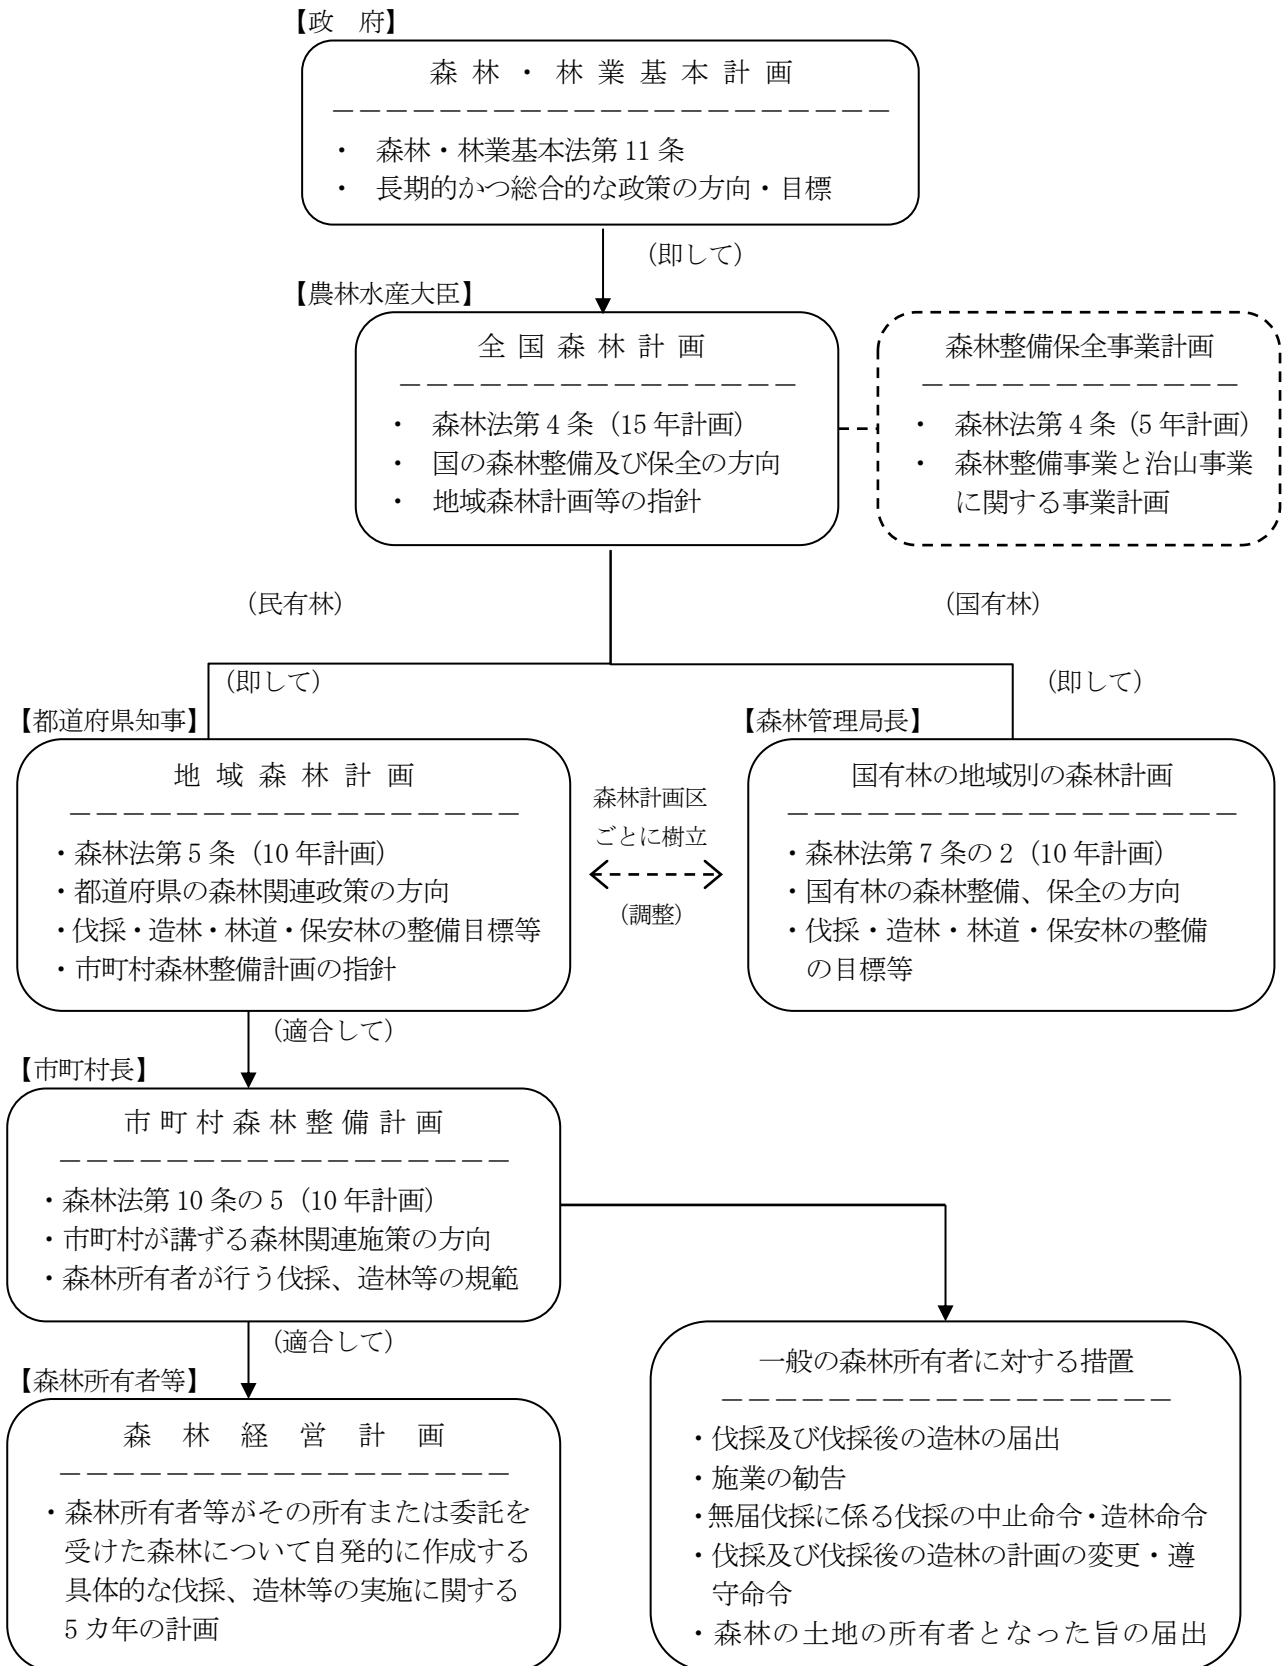 【政　府】
森林・林業基本計画
－－－－－－－－－－－－－－－－－－－－－
・　森林・林業基本法第11条
・　長期的かつ総合的な政策の方向・目標
（即して）
【農林水産大臣】
全国森林計画
－－－－－－－－－－－－－－－
・　森林法第4条（15年計画）
・　国の森林整備及び保全の方向
・　地域森林計画等の指針
森林整備保全事業計画
－－－－－－－－－－－－
・　森林法第4条（5年計画）
・　森林整備事業と治山事業
に関する事業計画
（民有林）
（国有林）
（即して）
（即して）
【都道府県知事】
地域森林計画
－－－－－－－－－－－－－－－－－
・森林法第5条（10年計画）
・都道府県の森林関連政策の方向
・伐採・造林・林道・保安林の整備目標等
・市町村森林整備計画の指針
森林計画区
ごとに樹立
（調整）
【森林管理局長】
国有林の地域別の森林計画
－－－－－－－－－－－－－－－－－
・森林法第7条の2（10年計画）
・国有林の森林整備、保全の方向
・伐採・造林・林道・保安林の整備
の目標等
（適合して）
【市町村長】
市町村森林整備計画
－－－－－－－－－－－－－－－－－
・森林法第10条の5（10年計画）
・市町村が講ずる森林関連施策の方向
・森林所有者が行う伐採、造林等の規範
（適合して）
【森林所有者等】
森林経営計画
－－－－－－－－－－－－－－－－－
・森林所有者等がその所有または委託を
受けた森林について自発的に作成する
具体的な伐採、造林等の実施に関する
5カ年の計画
一般の森林所有者に対する措置
－－－－－－－－－－－－－－－－－
・伐採及び伐採後の造林の届出
・施業の勧告
・無届伐採に係る伐採の中止命令・造林命令
・伐採及び伐採後の造林の計画の変更・遵
守命令
・森林の土地の所有者となった旨の届出